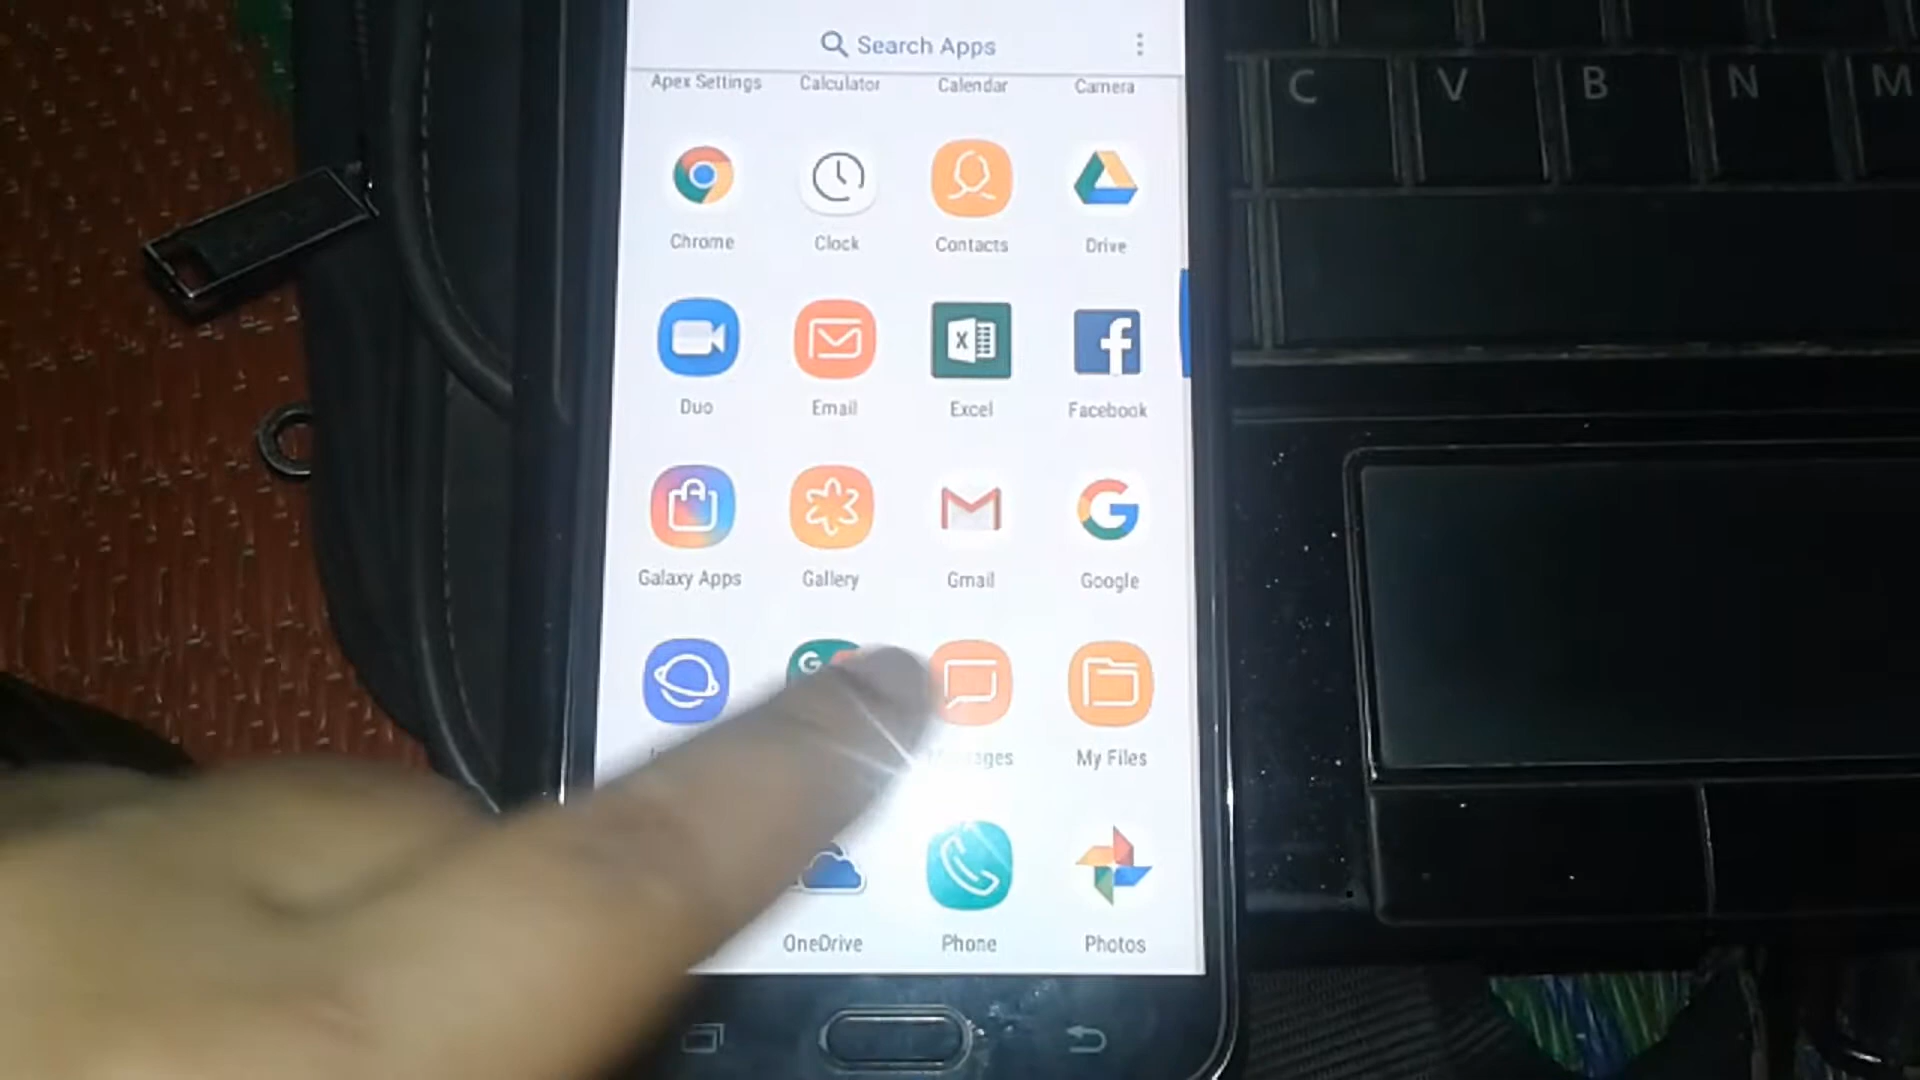 Search Apps
Apex Settings Calculator Calendar Camera
Chrome Clock Contacts Drive
Duo Email Excel Facebook
Galaxy Apps Gallery Gmail Google
My Files
OneDrive Phone Photos
C V B N M